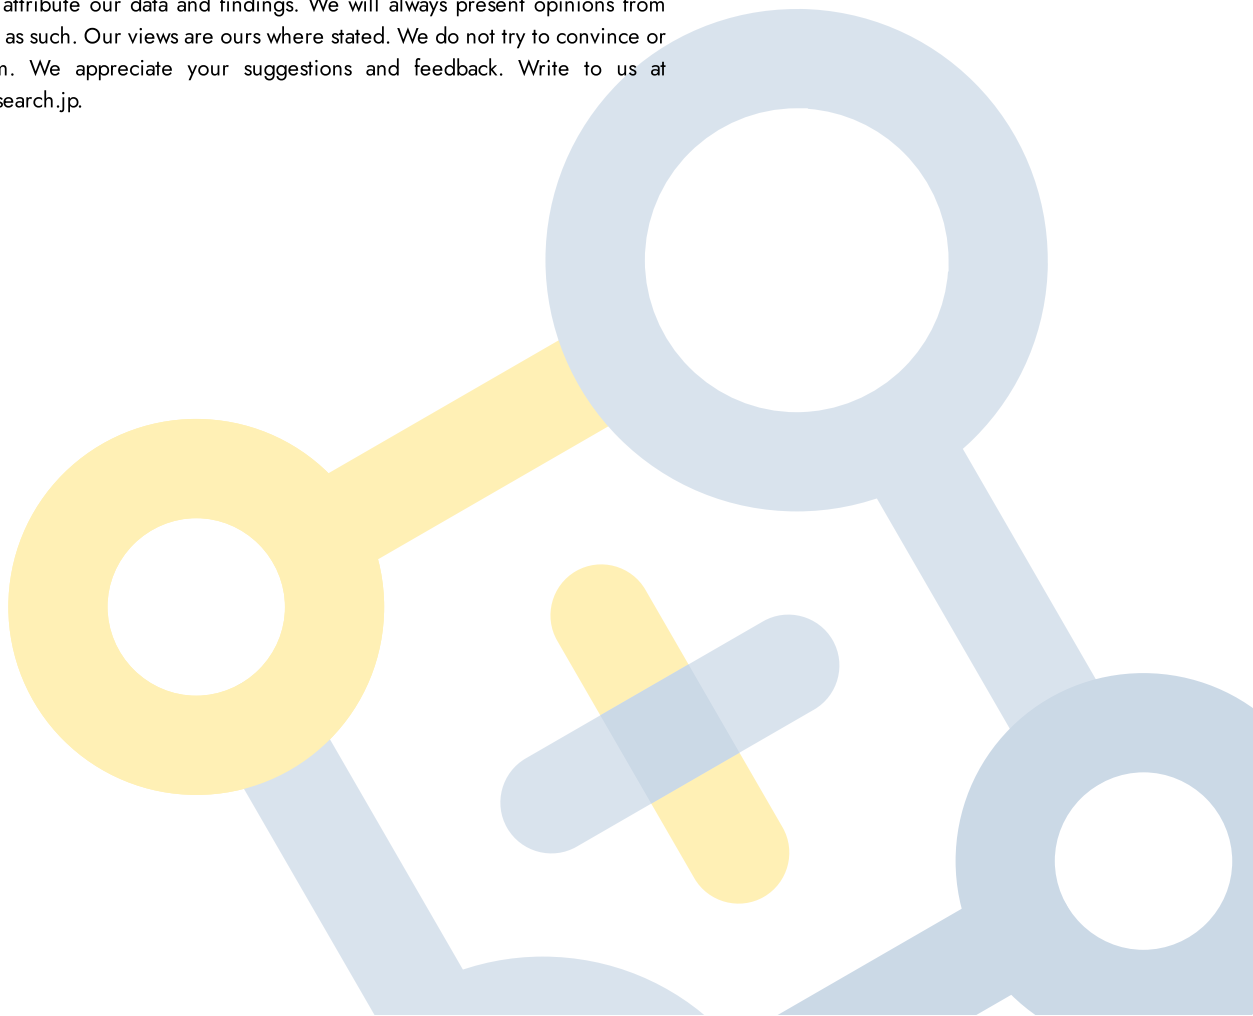 attribute our data and findings. We will always present opinions from
as such. Our views are ours where stated. We do not try to convince or
We appreciate your suggestions and feedback. Write to us at
search.jp.